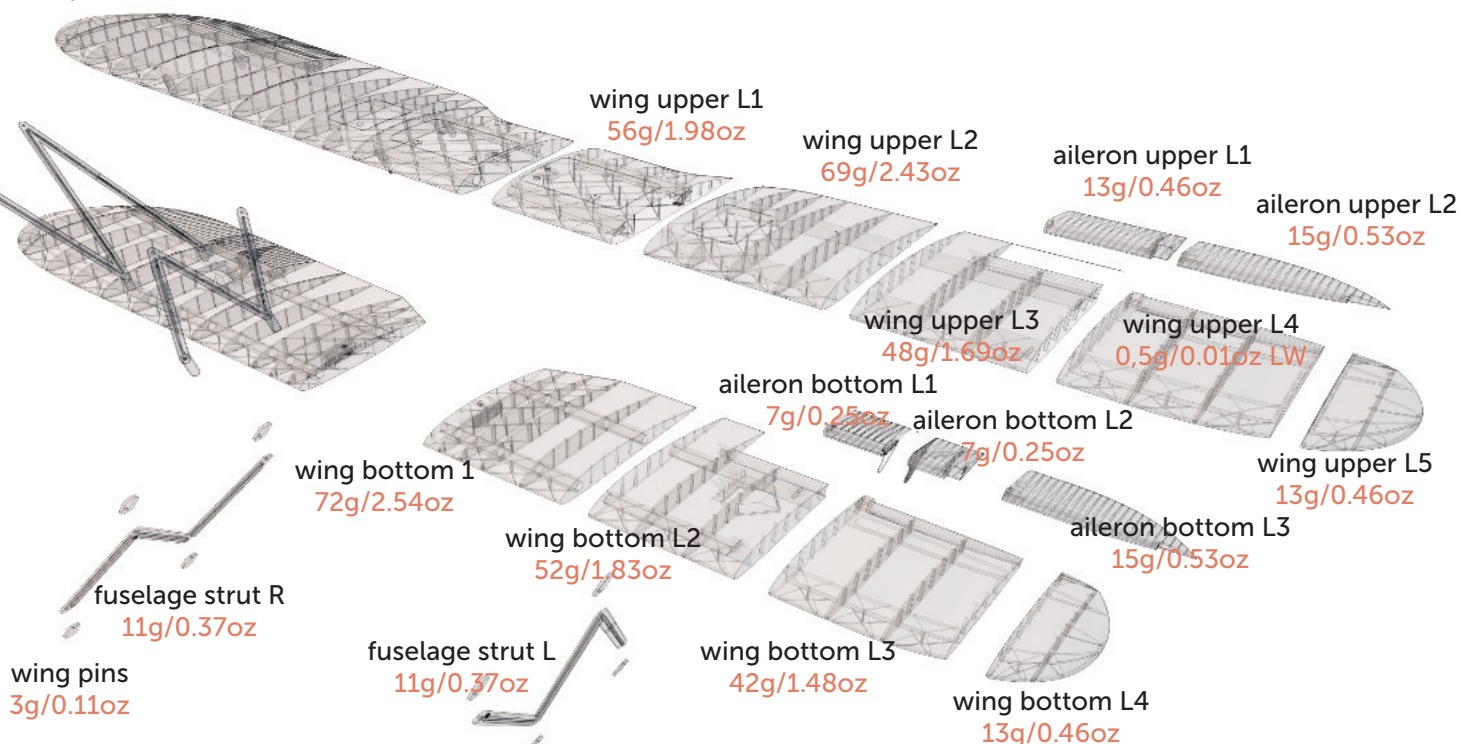 wing upper L1
56g/1.98oz
wing upper L2
69g/2.43oz
aileron upper L1
13g/0.46oz
aileron upper L2
15g/0.53oz
wing upper L3
48g/1.69oz
wing upper L4
0,5g/0.01oz LW
aileron bottom L1
7g/0.25oz
aileron bottom L2
7g/0.25oz
wing upper L5
13g/0.46oz
wing bottom 1
72g/2.54oz
wing bottom L2
52g/1.83oz
aileron bottom L3
15g/0.53oz
fuselage strut R
11g/0.37oz
fuselage strut L
11g/0.37oz
wing bottom L3
42g/1.48oz
wing pins
3g/0.11oz
wing bottom L4
13g/0.46oz